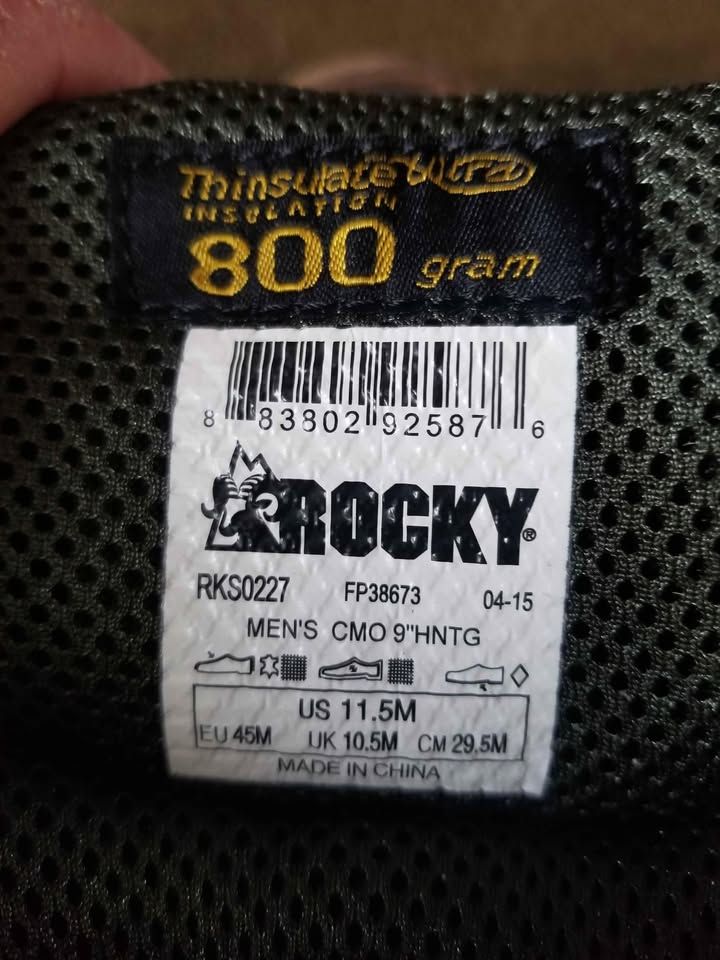 Thinsulate Ultra
INSULATION
800 gram
8 83802 92587 6
ROCKY®
RKS0227 FP38673 04-15
MEN'S CMO 9"HNTG
US 11.5M
EU 45M UK 10.5M CM 29.5M
MADE IN CHINA